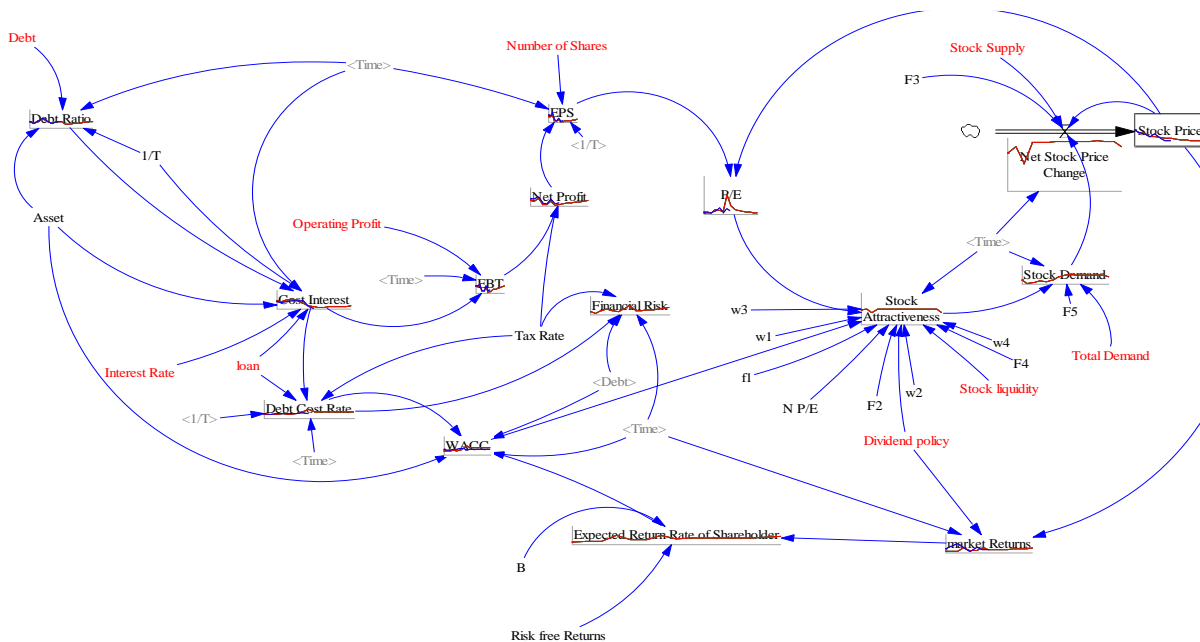 Debt
Number of Shares
Stock Supply
<Time>
F3
Debt Ratio
EPS
Stock Price
<1/T>
1/T
Net Stock Price
Change
Net Profit
P/E
Asset
Operating Profit
<Time>
<Time>
EBT
Stock Demand
Cost Interest
Financial Risk
Stock
Attractiveness
w3
F5
w1
Tax Rate
w4
Total Demand
F4
Interest Rate
loan
f1
<Debt>
Stock liquidity
w2
N P/E
F2
Debt Cost Rate
<1/T>
<Time>
Dividend policy
WACC
<Time>
Expected Return Rate of Shareholder
market Returns
B
Risk free Returns